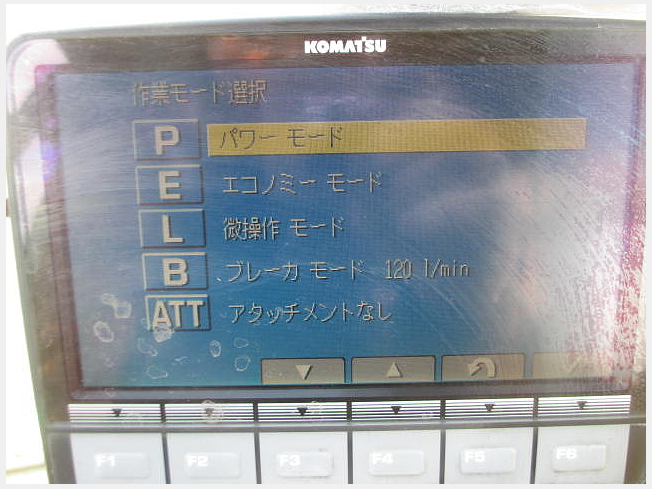 KOMATSU
作業モード選択
P パワー モード
E エコノミー モード
L 微操作 モード
B ブレーカ モード 120 l/min
ATT アタッチメントなし
F1 F2 F3 F4 F5 F6